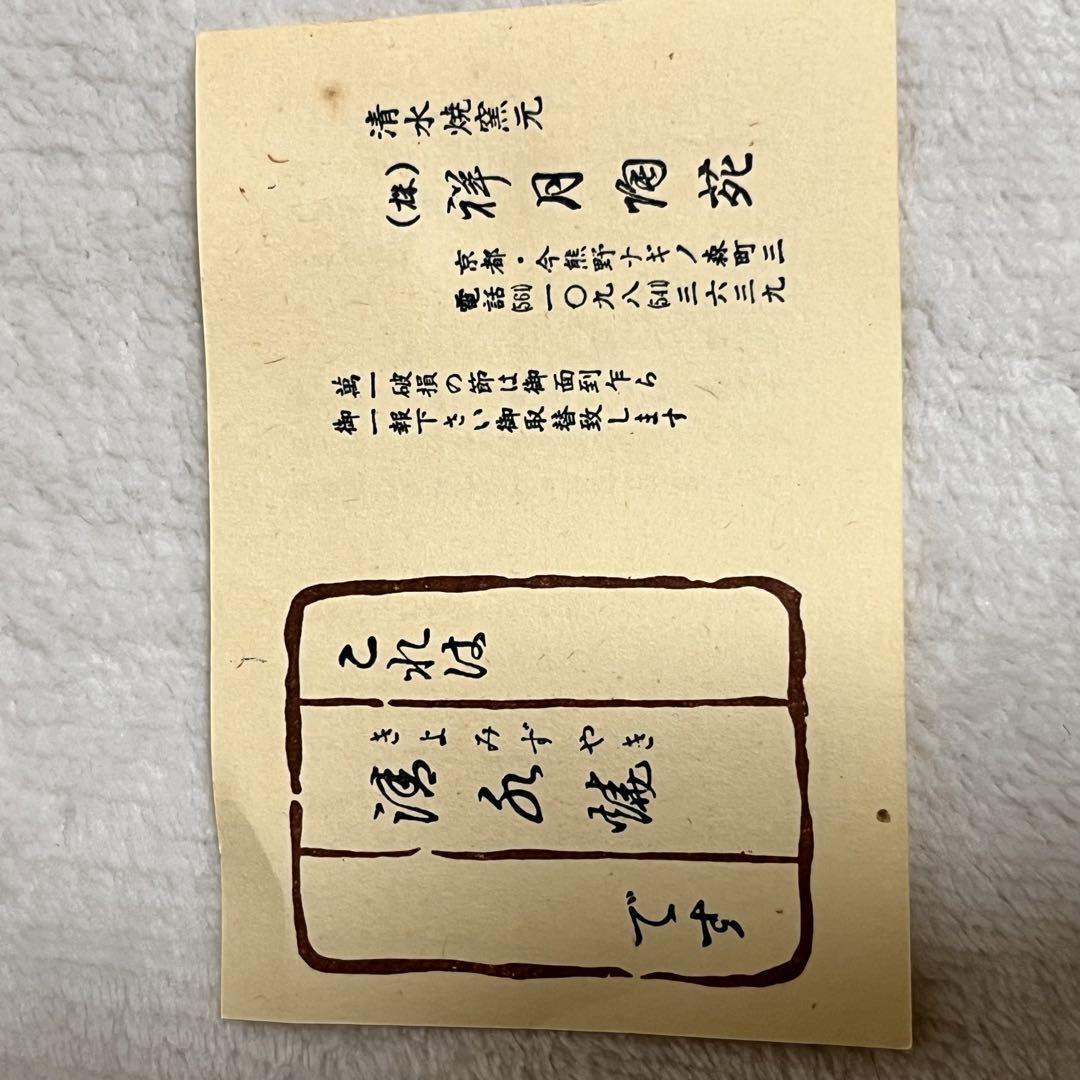 清水焼窯元
(株)祥月陶苑
京都・今熊野ナギノ森町三
電話(561)一〇九八(541)三六三九
萬一破損の節は御面到乍ら
御一報下さい御取替致します
これは
きよみずやき
清水焼
です